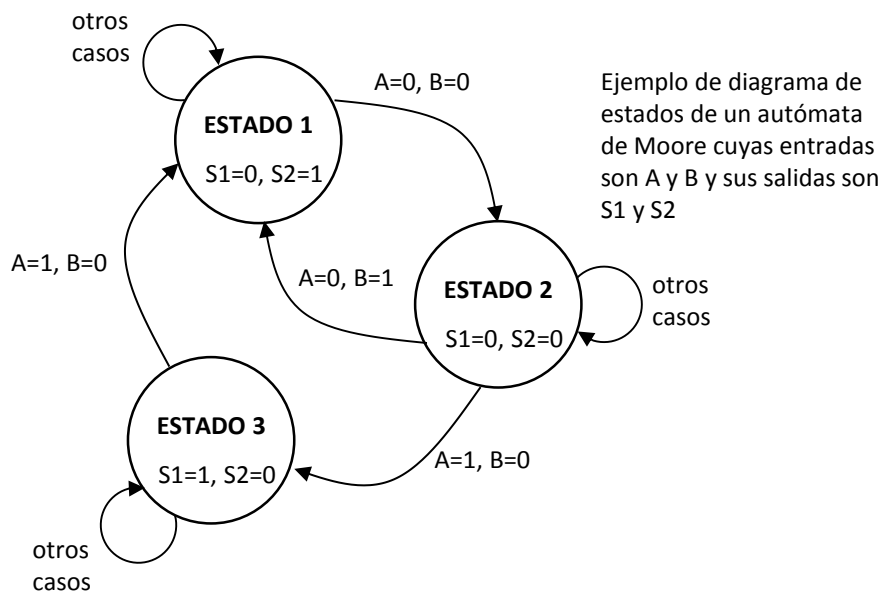 otros
casos
A=0, B=0
ESTADO 1
S1=0, S2=1
Ejemplo de diagrama de
estados de un autómata
de Moore cuyas entradas
son A y B y sus salidas son
S1 y S2
A=1, B=0
A=0, B=1
ESTADO 2
S1=0, S2=0
otros
casos
ESTADO 3
S1=1, S2=0
A=1, B=0
otros
casos